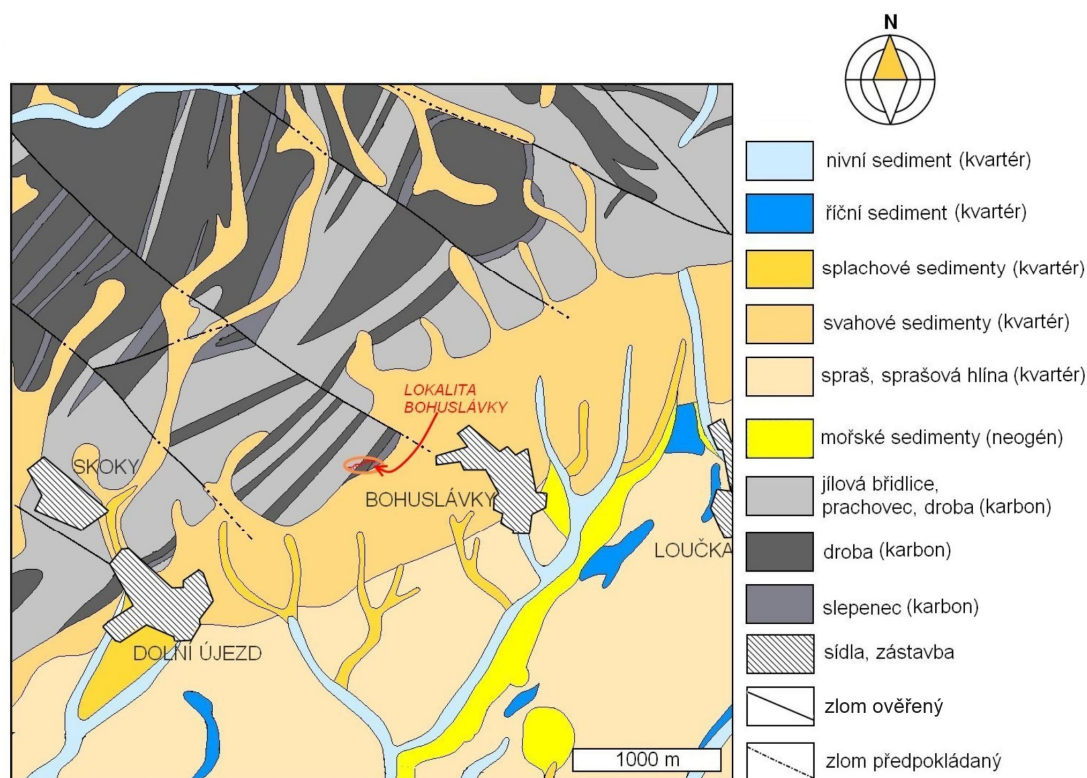 N
LOKALITA
BOHUSLÁVKY
SKOKY
BOHUSLÁVKY
LOUČKA
DOLNÍ ÚJEZD
1000 m
nivní sediment (kvartér)
říční sediment (kvartér)
splachové sedimenty (kvartér)
svahové sedimenty (kvartér)
spraš, sprašová hlína (kvartér)
mořské sedimenty (neogén)
jílová břidlice,
prachovec, droba (karbon)
droba (karbon)
slepenec (karbon)
sídla, zástavba
zlom ověřený
zlom předpokládaný